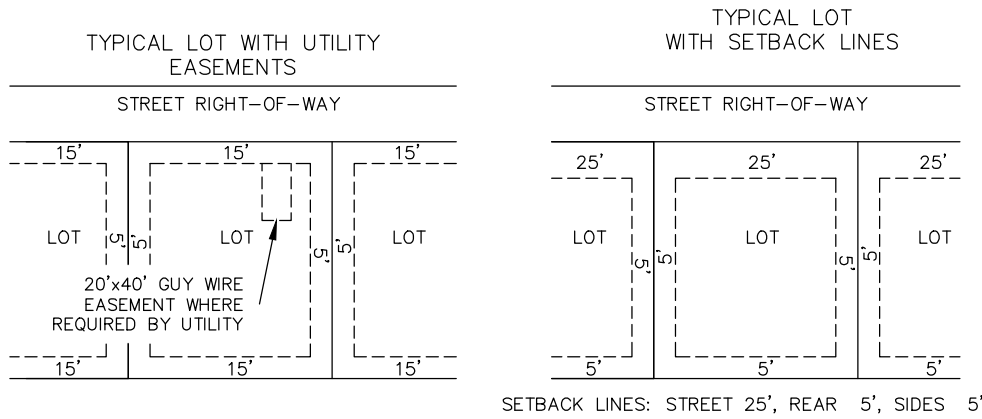 TYPICAL LOT WITH UTILITY
EASEMENTS
STREET RIGHT-OF-WAY
15' 15' 15'
LOT 5' 5' LOT 5' 5' LOT
20'x40' GUY WIRE
EASEMENT WHERE
REQUIRED BY UTILITY
15' 15' 15'
TYPICAL LOT
WITH SETBACK LINES
STREET RIGHT-OF-WAY
25' 25' 25'
LOT 5' 5' LOT 5' 5' LOT
5' 5' 5'
SETBACK LINES: STREET 25', REAR 5', SIDES 5'